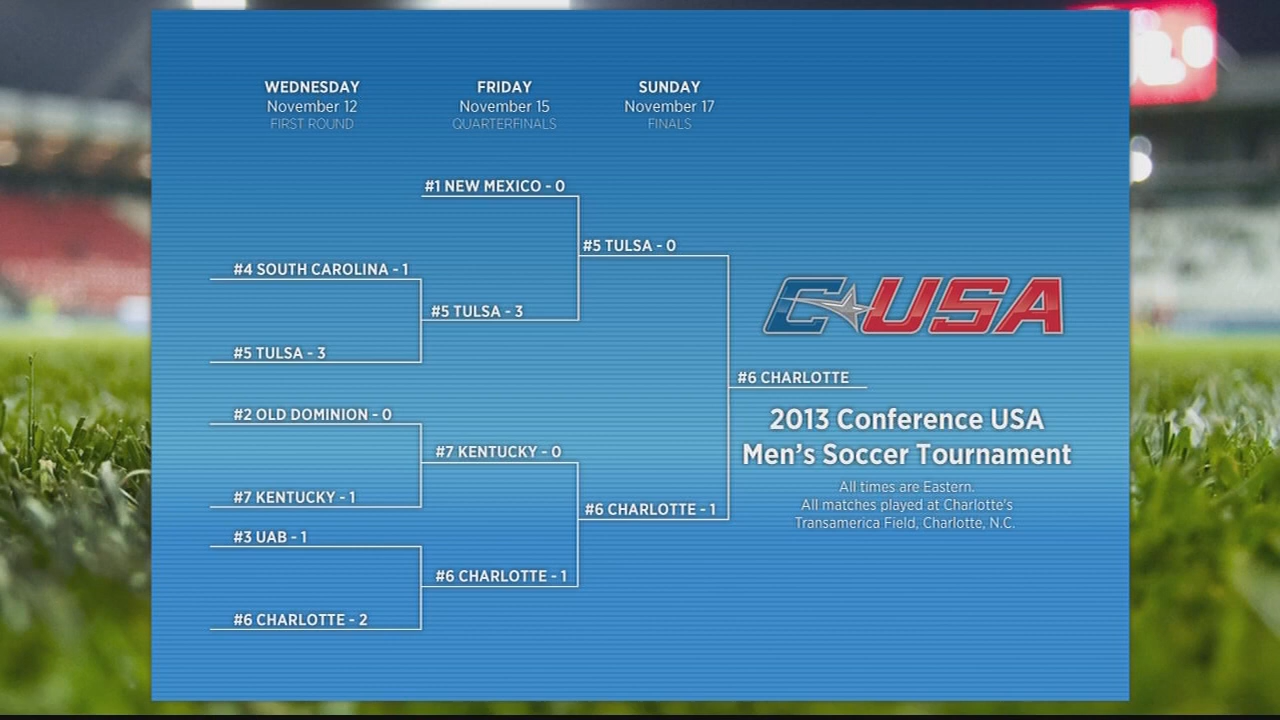 WEDNESDAY
November 12
FIRST ROUND
FRIDAY
November 15
QUARTERFINALS
SUNDAY
November 17
FINALS
#1 NEW MEXICO - 0
#5 TULSA - 0
#4 SOUTH CAROLINA - 1
#5 TULSA - 3
#5 TULSA - 3
#2 OLD DOMINION - 0
#7 KENTUCKY - 0
#7 KENTUCKY - 1
#6 CHARLOTTE - 1
#3 UAB - 1
#6 CHARLOTTE - 1
#6 CHARLOTTE - 2
C USA
#6 CHARLOTTE
2013 Conference USA
Men's Soccer Tournament
All times are Eastern.
All matches played at Charlotte's
Transamerica Field, Charlotte, N.C.